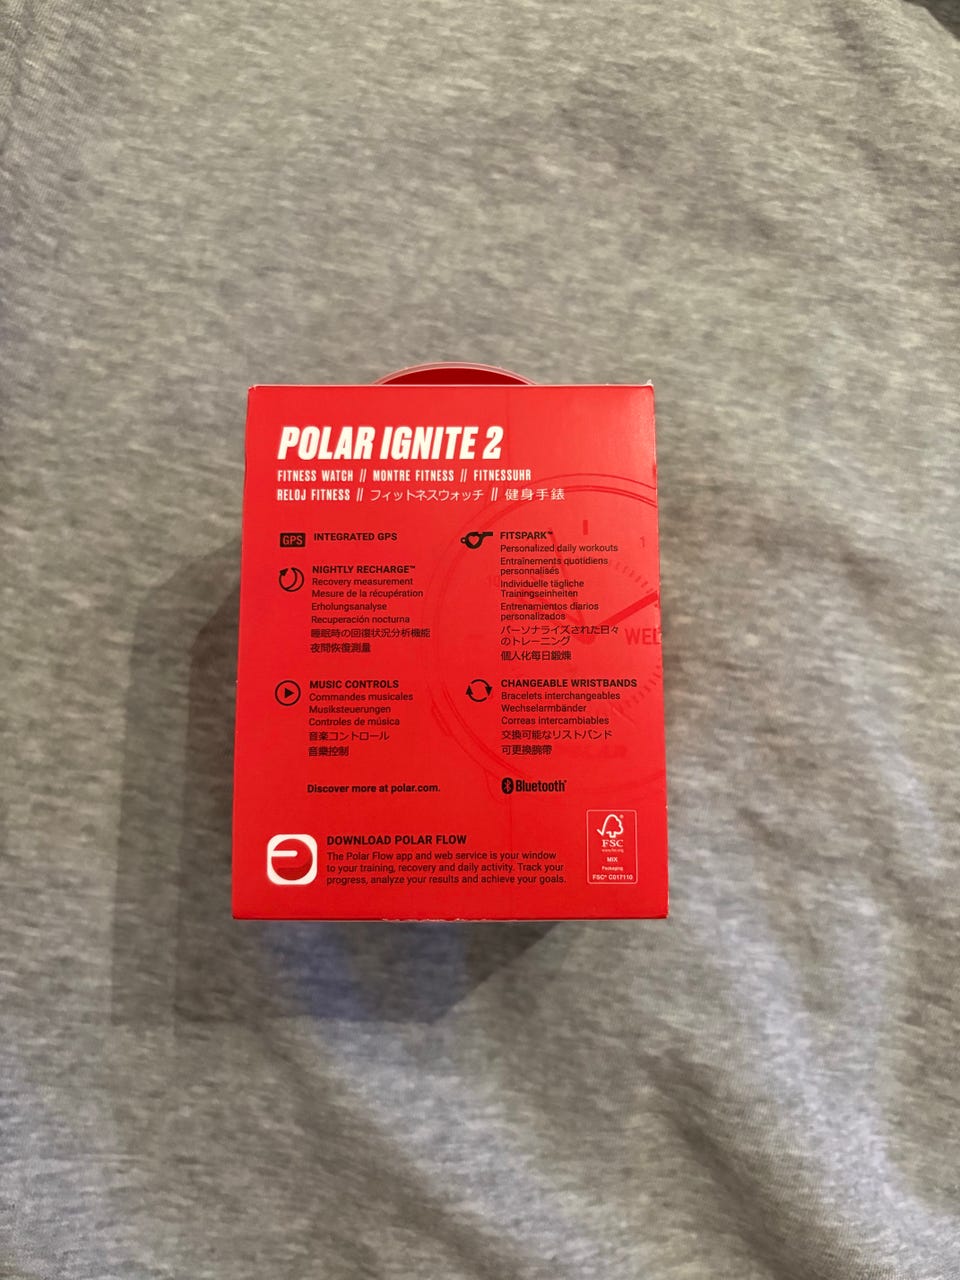 POLAR IGNITE 2
FITNESS WATCH // MONTRE FITNESS // FITNESSUHR
RELOJ FITNESS // フィットネスウォッチ // 健身手錶
GPS INTEGRATED GPS
NIGHTLY RECHARGE™
Recovery measurement
Mesure de la récupération
Erholungsanalyse
Recuperación nocturna
睡眠時の回復状況分析機能
夜間恢復測量
FITSPARK™
Personalized daily workouts
Entraînements quotidiens
personnalisés
Individuelle tägliche
Trainingseinheiten
Entrenamientos diarios
personalizados
パーソナライズされた日々
のトレーニング
個人化每日鍛煉
WED
MUSIC CONTROLS
Commandes musicales
Musiksteuerungen
Controles de música
音楽コントロール
音樂控制
CHANGEABLE WRISTBANDS
Bracelets interchangeables
Wechselarmbänder
Correas intercambiables
交換可能なリストバンド
可更換腕帶
Discover more at polar.com.
Bluetooth®
DOWNLOAD POLAR FLOW
The Polar Flow app and web service is your window
to your training, recovery and daily activity. Track your
progress, analyze your results and achieve your goals.
FSC
www.fsc.org
MIX
Packaging
FSC® C017110